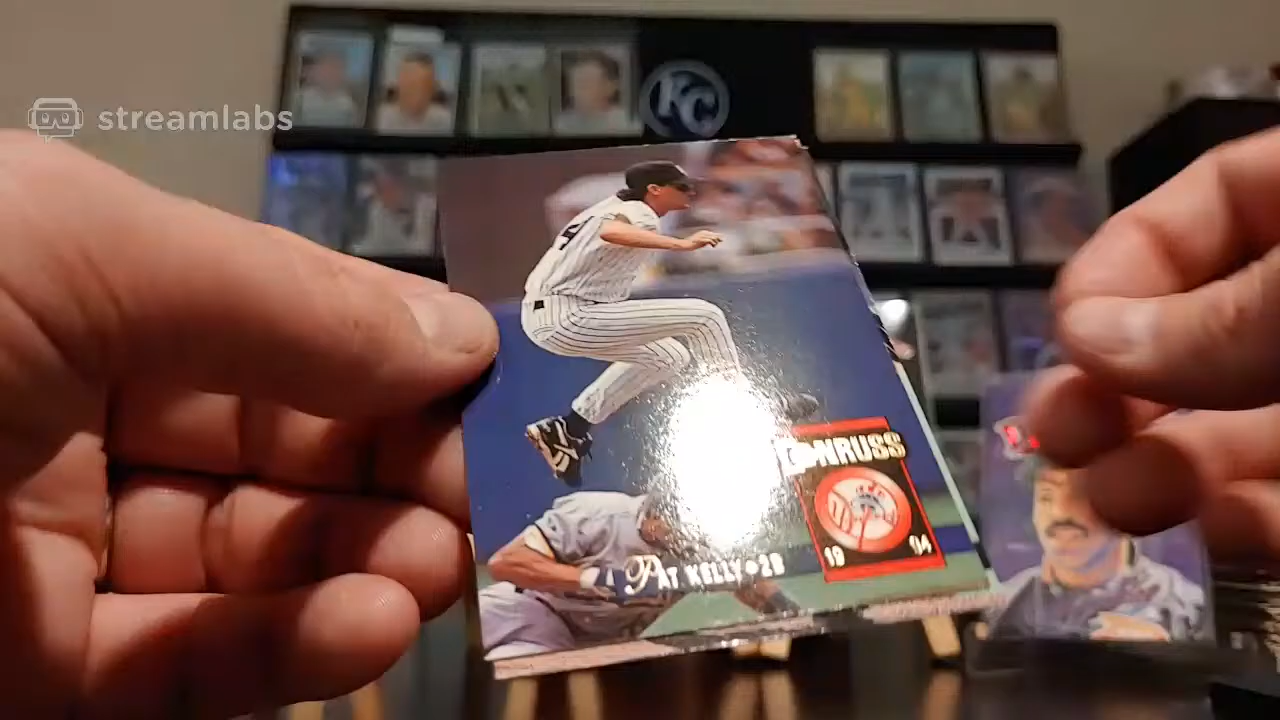 streamlabs
KC
DONRUSS
19 94
PAT KELLY • 2B